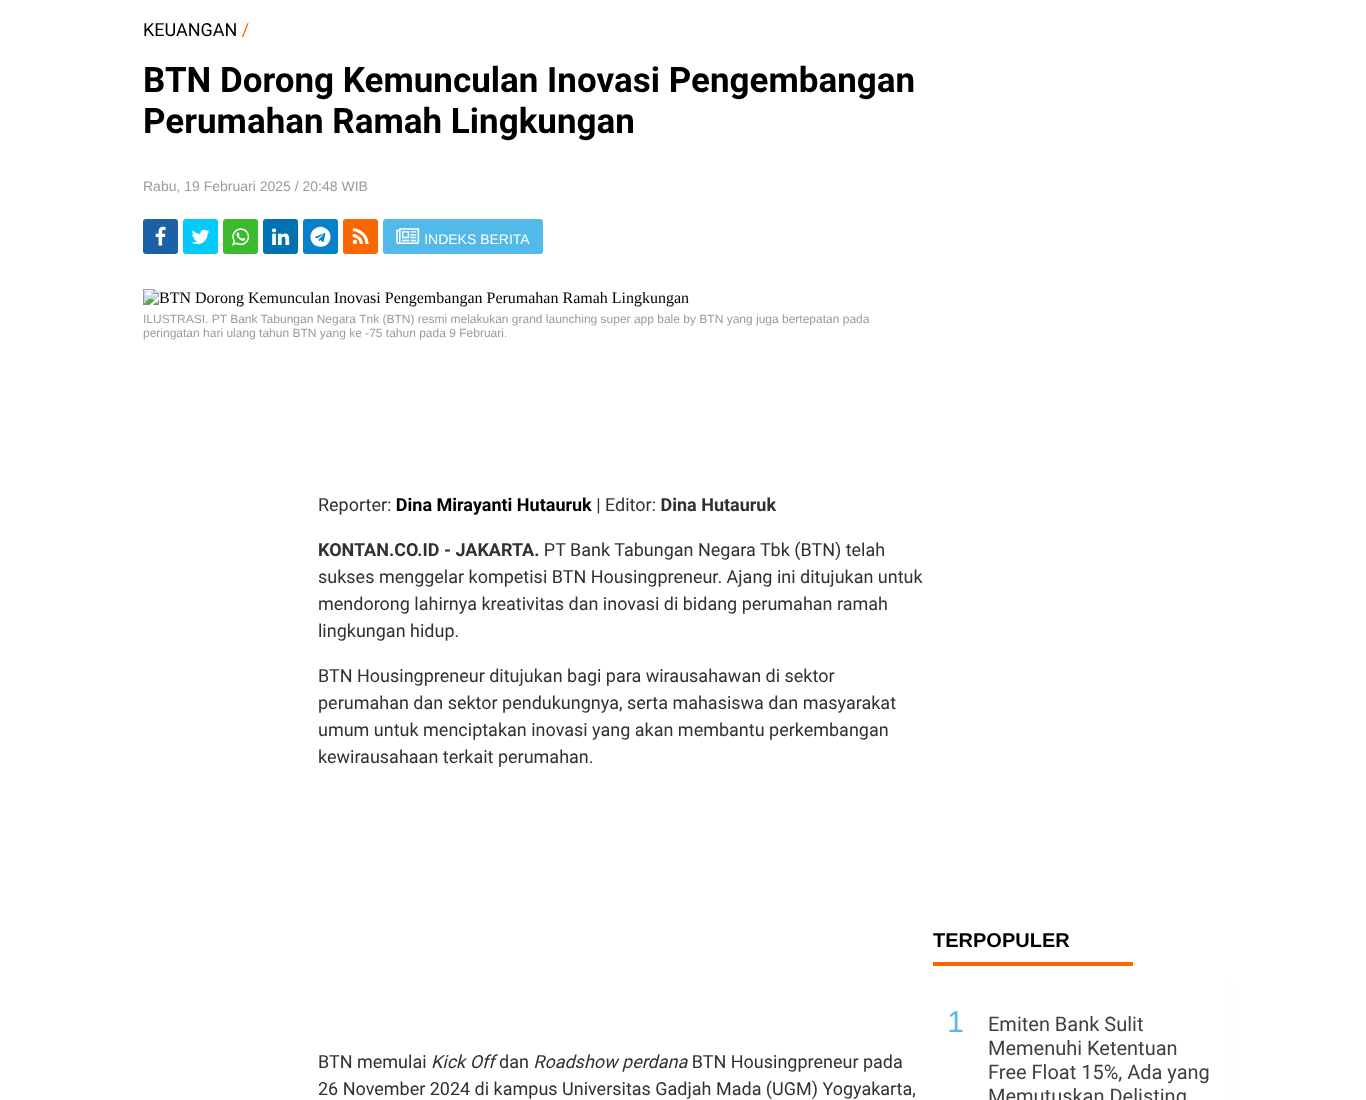 KEUANGAN /
BTN Dorong Kemunculan Inovasi Pengembangan
Perumahan Ramah Lingkungan
Rabu, 19 Februari 2025 / 20:48 WIB
INDEKS BERITA
BTN Dorong Kemunculan Inovasi Pengembangan Perumahan Ramah Lingkungan
ILUSTRASI. PT Bank Tabungan Negara Tnk (BTN) resmi melakukan grand launching super app bale by BTN yang juga bertepatan pada
peringatan hari ulang tahun BTN yang ke -75 tahun pada 9 Februari.
Reporter: Dina Mirayanti Hutauruk | Editor: Dina Hutauruk
KONTAN.CO.ID - JAKARTA. PT Bank Tabungan Negara Tbk (BTN) telah
sukses menggelar kompetisi BTN Housingpreneur. Ajang ini ditujukan untuk
mendorong lahirnya kreativitas dan inovasi di bidang perumahan ramah
lingkungan hidup.
BTN Housingpreneur ditujukan bagi para wirausahawan di sektor
perumahan dan sektor pendukungnya, serta mahasiswa dan masyarakat
umum untuk menciptakan inovasi yang akan membantu perkembangan
kewirausahaan terkait perumahan.
BTN memulai Kick Off dan Roadshow perdana BTN Housingpreneur pada
26 November 2024 di kampus Universitas Gadjah Mada (UGM) Yogyakarta,
TERPOPULER
1
Emiten Bank Sulit
Memenuhi Ketentuan
Free Float 15%, Ada yang
Memutuskan Delisting